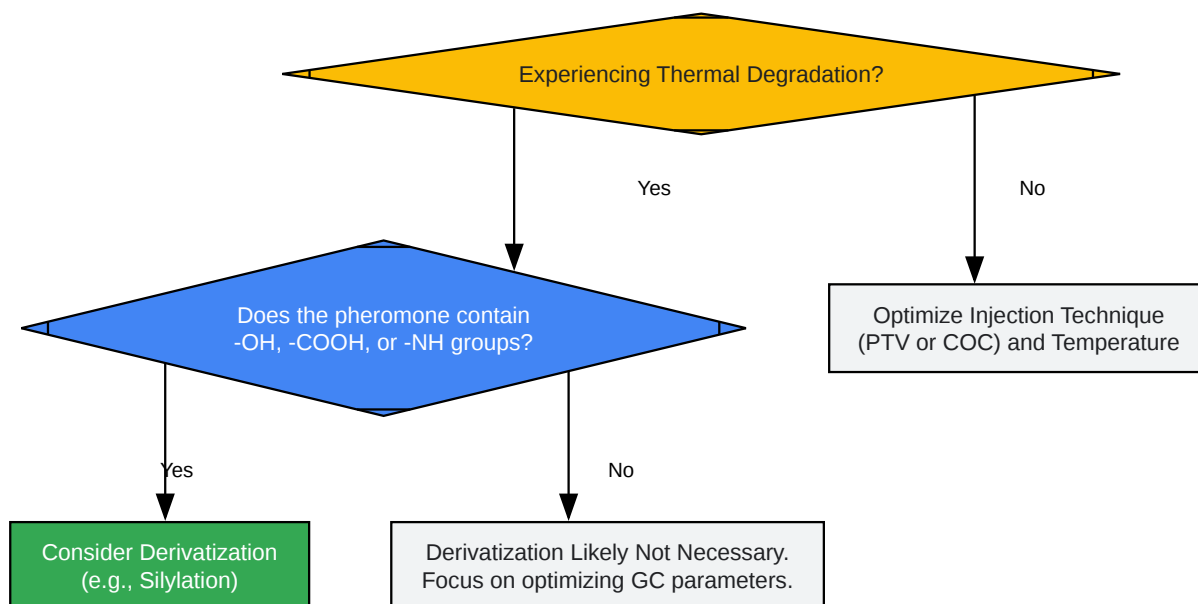 Experiencing Thermal Degradation?
Yes
No
Does the pheromone contain
-OH, -COOH, or -NH groups?
Optimize Injection Technique
(PTV or COC) and Temperature
Yes
No
Consider Derivatization
(e.g., Silylation)
Derivatization Likely Not Necessary.
Focus on optimizing GC parameters.